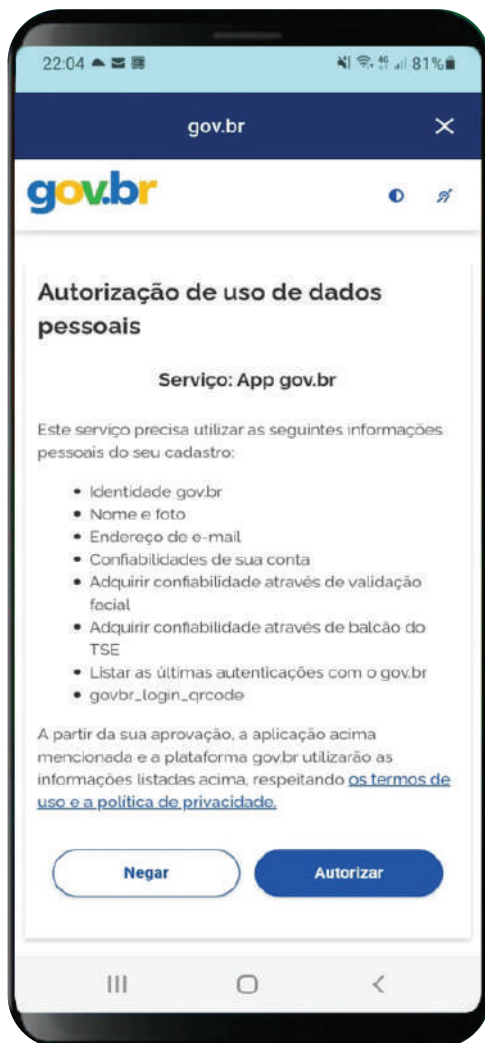 22:04 81%
gov.br
gov.br
Autorização de uso de dados
pessoais
Serviço: App gov.br
Este serviço precisa utilizar as seguintes informações
pessoais do seu cadastro:
• Identidade gov.br
• Nome e foto
• Endereço de e-mail
• Confiabilidades de sua conta
• Adquirir confiabilidade através de validação
facial
• Adquirir confiabilidade através de balcão do
TSE
• Listar as últimas autenticações com o gov.br
• govbr_login_qrcode
A partir da sua aprovação, a aplicação acima
mencionada e a plataforma gov.br utilizarão as
informações listadas acima, respeitando os termos de
uso e a política de privacidade.
Negar Autorizar